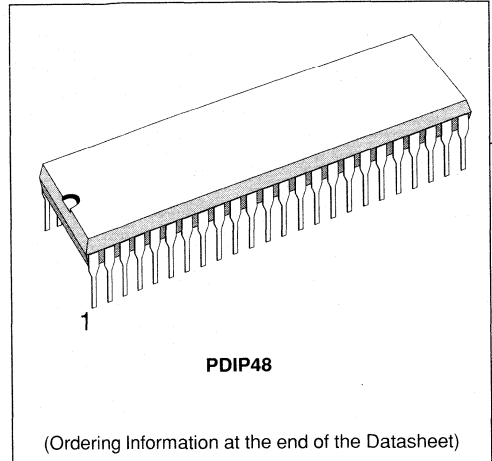 1
PDIP48
(Ordering Information at the end of the Datasheet)